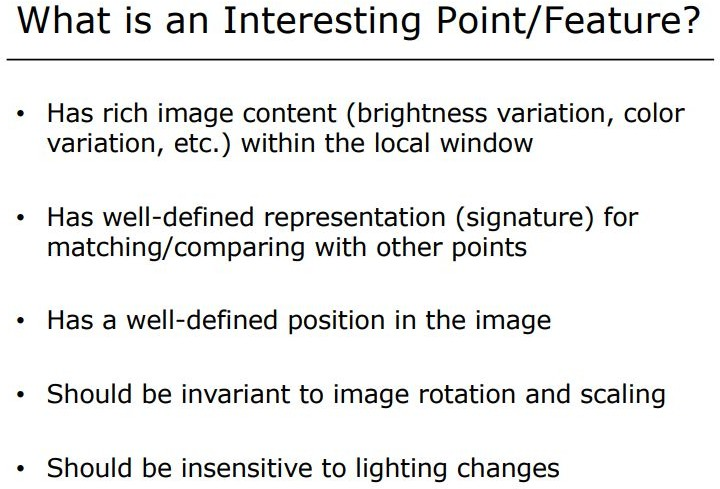 What is an Interesting Point/Feature?
• Has rich image content (brightness variation, color
variation, etc.) within the local window
• Has well-defined representation (signature) for
matching/comparing with other points
• Has a well-defined position in the image
• Should be invariant to image rotation and scaling
• Should be insensitive to lighting changes